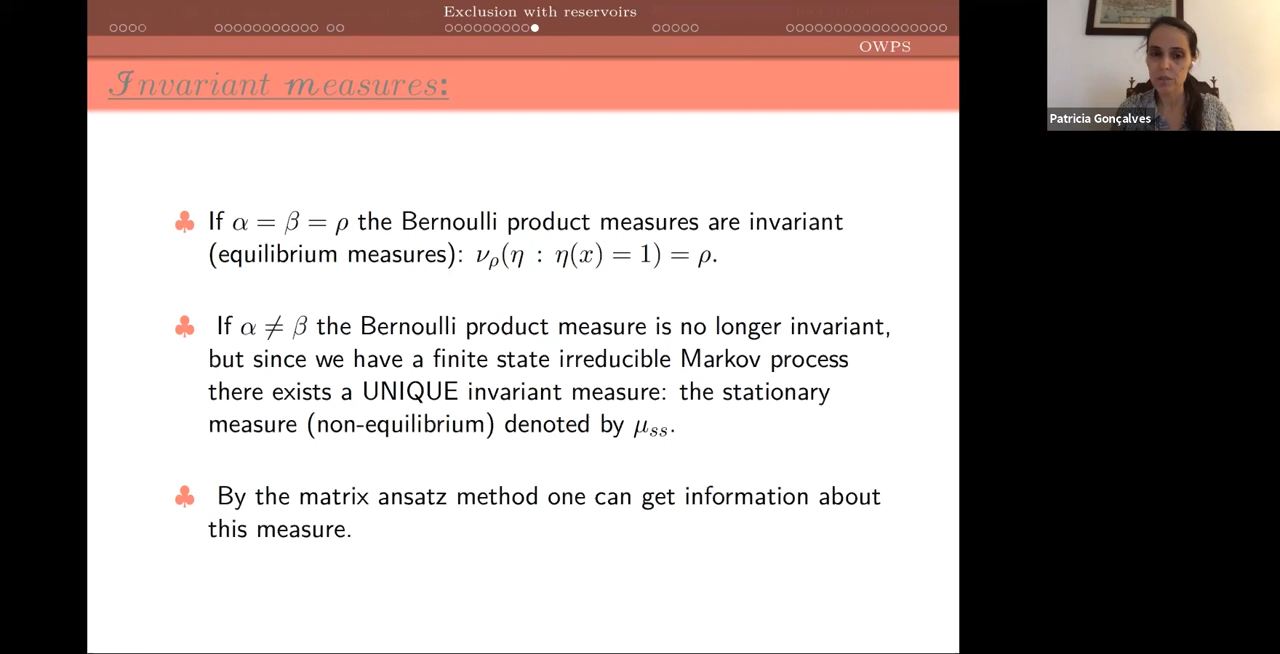 Exclusion with reservoirs
OWPS
Invariant measures:
Patricia Gonçalves
♣ If α = β = ρ the Bernoulli product measures are invariant
(equilibrium measures): ν_ρ(η : η(x) = 1) = ρ.
♣ If α ≠ β the Bernoulli product measure is no longer invariant,
but since we have a finite state irreducible Markov process
there exists a UNIQUE invariant measure: the stationary
measure (non-equilibrium) denoted by μ_ss.
♣ By the matrix ansatz method one can get information about
this measure.